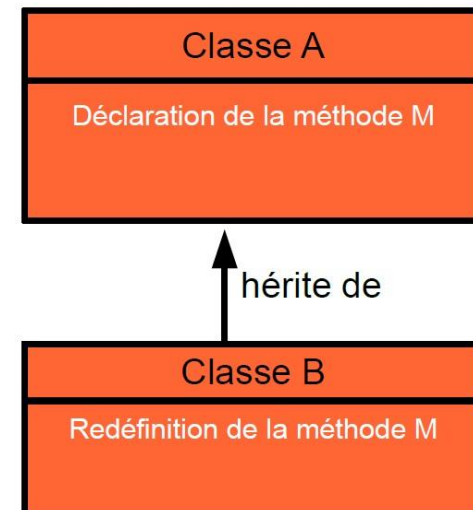 Classe A
Déclaration de la méthode M
hérite de
Classe B
Redéfinition de la méthode M